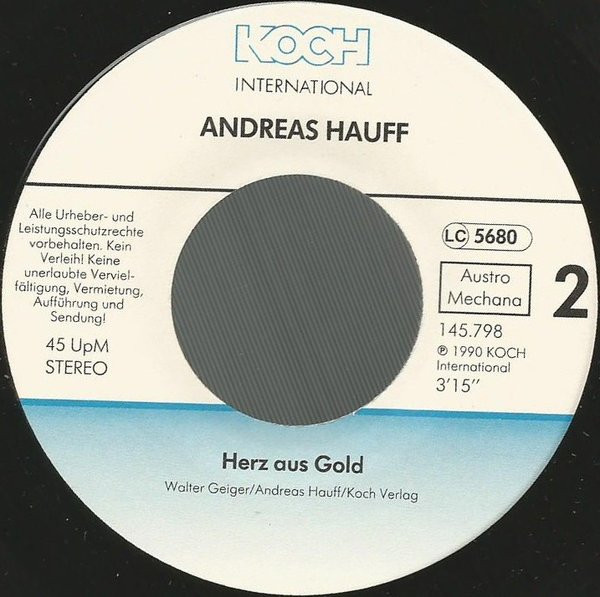 KOCH
INTERNATIONAL
ANDREAS HAUFF
Alle Urheber- und
Leistungsschutzrechte
vorbehalten. Kein
Verleih! Keine
unerlaubte Verviel-
fältigung, Vermietung,
Aufführung und
Sendung!
45 UpM
STEREO
LC 5680
Austro
Mechana
2
145.798
℗ 1990 KOCH
International
3'15''
Herz aus Gold
Walter Geiger/Andreas Hauff/Koch Verlag